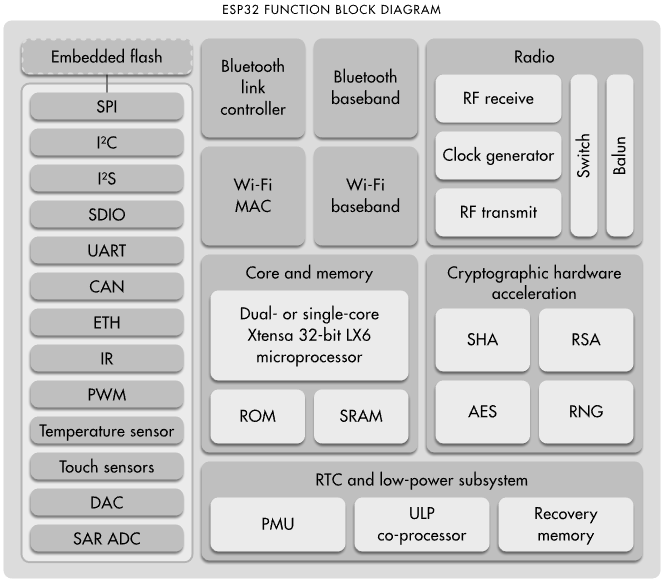 ESP32 FUNCTION BLOCK DIAGRAM
Embedded flash
SPI
I²C
I²S
SDIO
UART
CAN
ETH
IR
PWM
Temperature sensor
Touch sensors
DAC
SAR ADC
Bluetooth
link
controller
Bluetooth
baseband
Wi-Fi
MAC
Wi-Fi
baseband
Radio
RF receive
Clock generator
RF transmit
Switch
Balun
Core and memory
Dual- or single-core
Xtensa 32-bit LX6
microprocessor
ROM
SRAM
Cryptographic hardware
acceleration
SHA
RSA
AES
RNG
RTC and low-power subsystem
PMU
ULP
co-processor
Recovery
memory